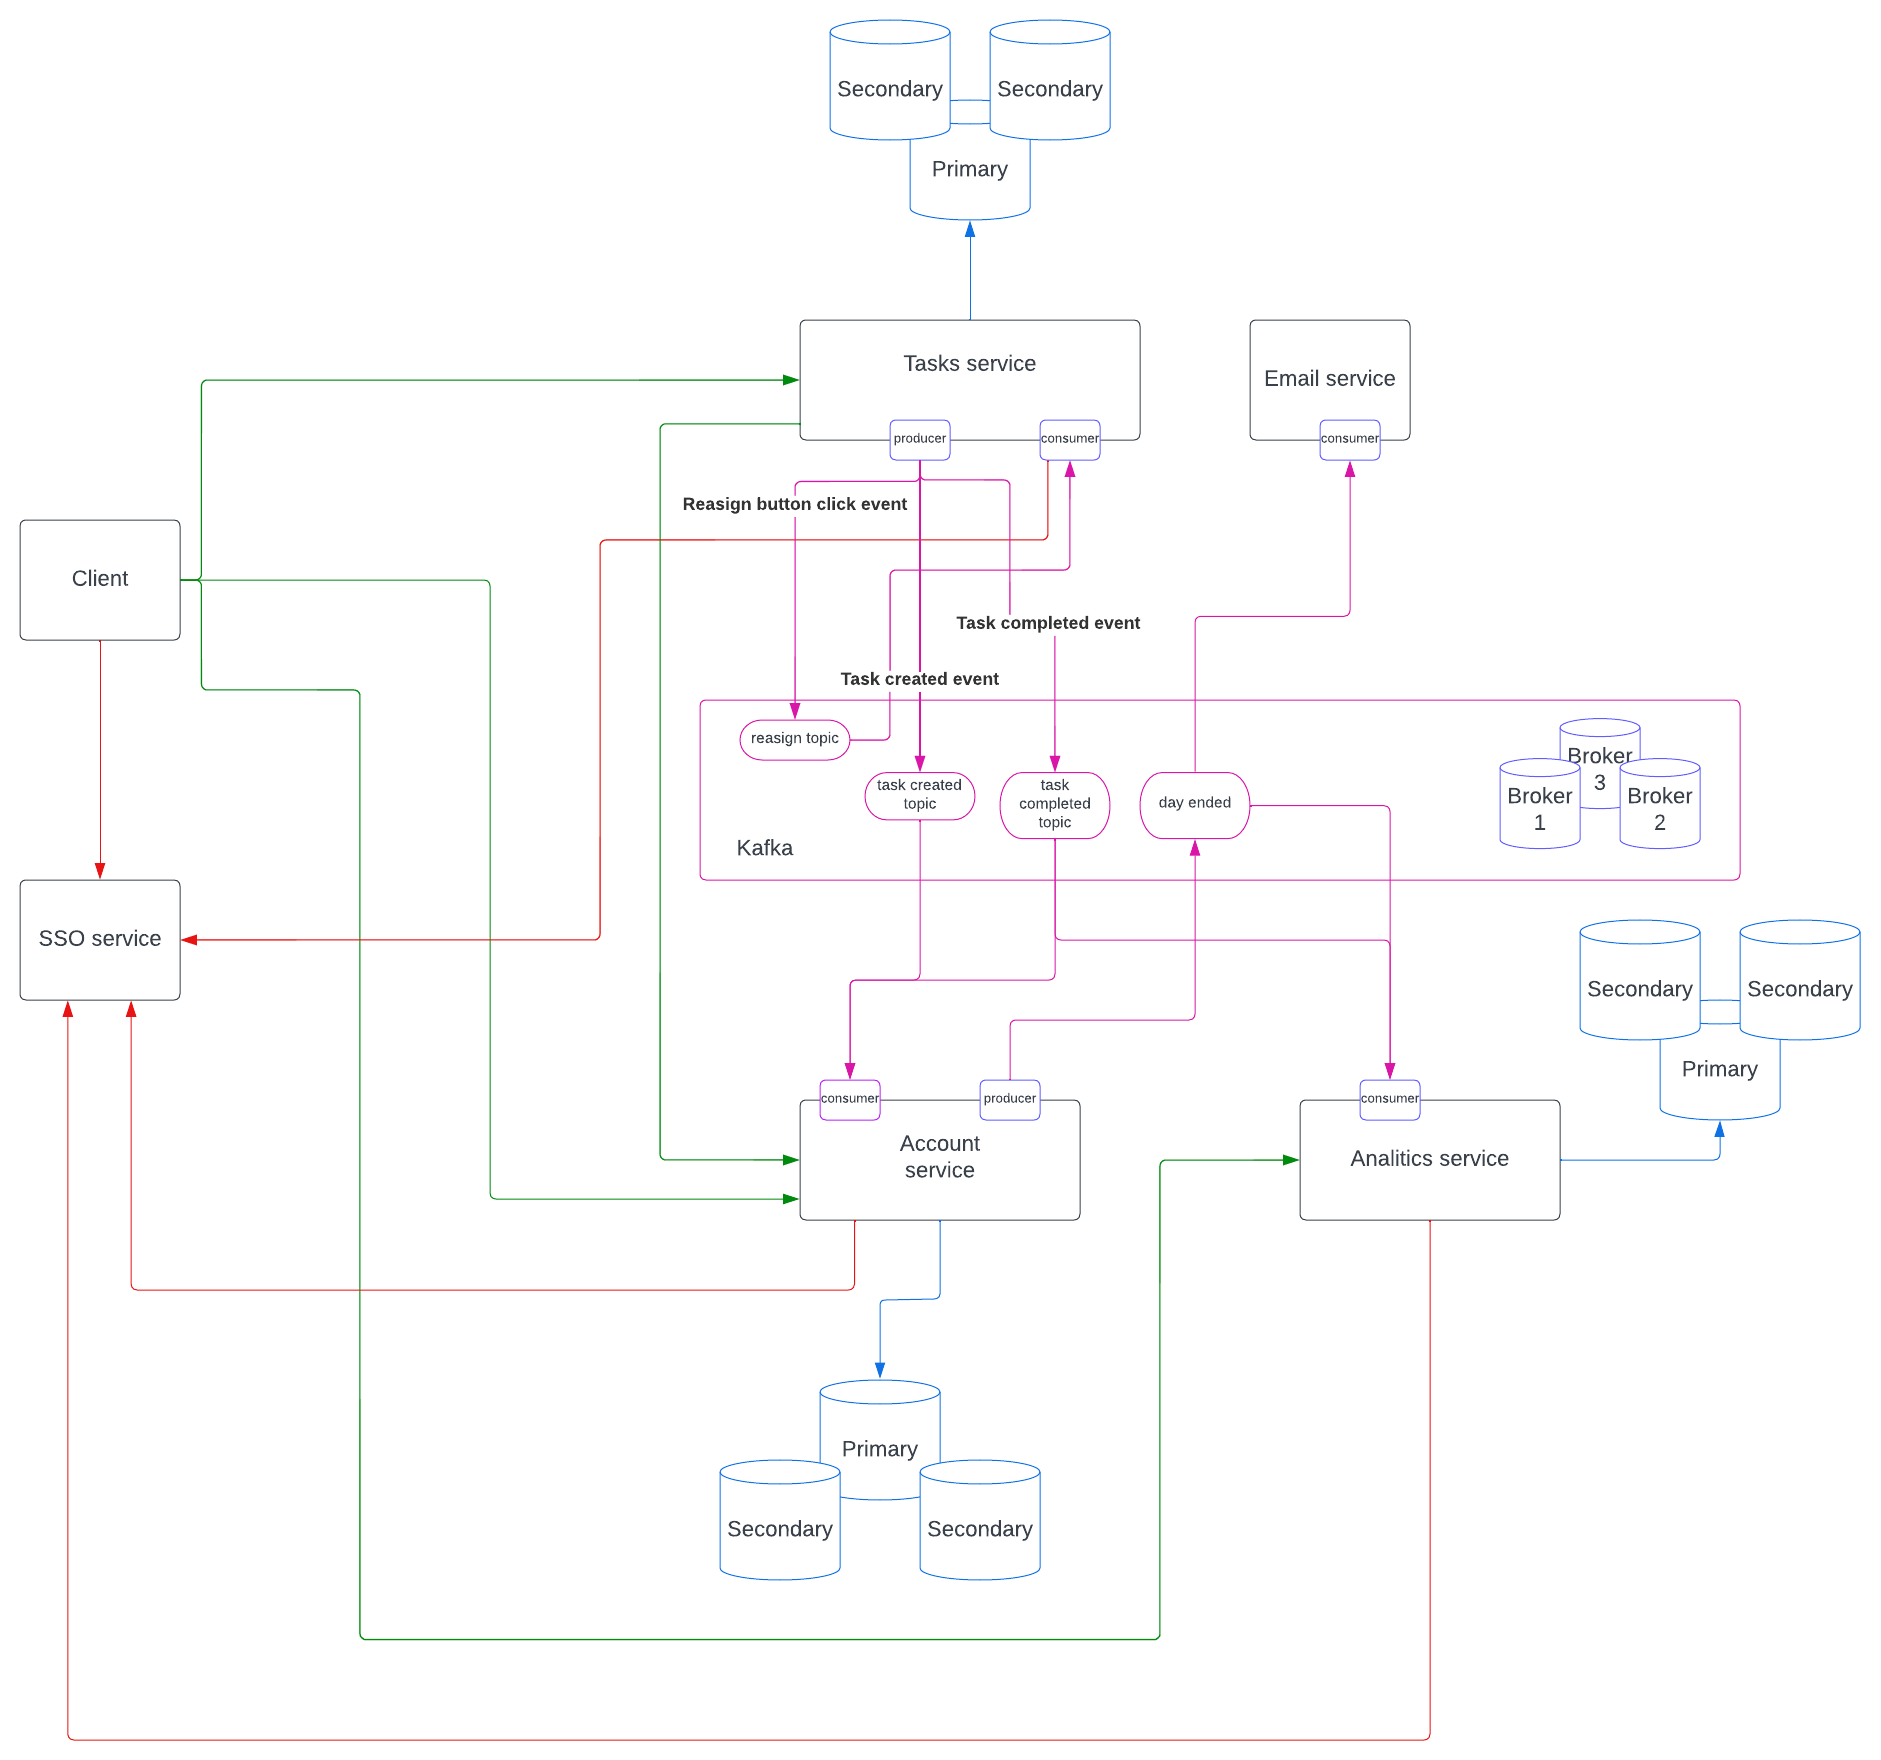 Secondary
Secondary
Primary
Tasks service
Email service
producer
consumer
consumer
Reasign button click event
Client
Task completed event
Task created event
reasign topic
task created
topic
task
completed
topic
day ended
Broker
3
Broker
1
Broker
2
Kafka
SSO service
Secondary
Secondary
Primary
consumer
producer
consumer
Account
service
Analitics service
Primary
Secondary
Secondary